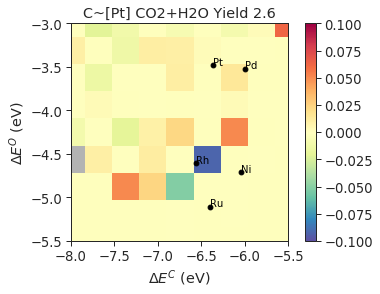 C~[Pt] CO2+H2O Yield 2.6
ΔE^O (eV)
−3.0
−3.5
−4.0
−4.5
−5.0
−5.5
Pt
Pd
Rh
Ni
Ru
−8.0 −7.5 −7.0 −6.5 −6.0 −5.5
ΔE^C (eV)
0.100
0.075
0.050
0.025
0.000
−0.025
−0.050
−0.075
−0.100